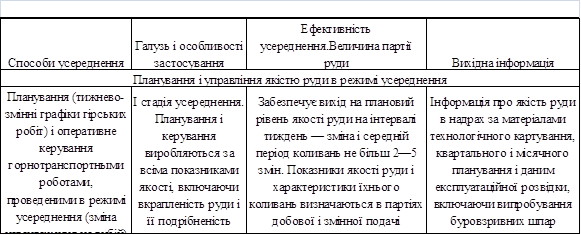 Способи усереднення
Галузь і особливості
застосування
Ефективність
усереднення.Величина партії
руди
Вихідна інформація
Планування і управління якістю руди в режимі усереднення
Планування (тижнево-
змінні графіки гірських
робіт) і оперативне
керування
горнотранспортными
роботами,
проведеними в режимі
усереднення (зміна
І стадія усереднення.
Планування і
керування
виробляються за
всіма показниками
якості, включаючи
вкрапленість руди і
її подрібненість
Забезпечує вихід на плановий
рівень якості руди на інтервалі
тиждень — зміна і середній
період коливань не більш 2—5
змін. Показники якості руди і
характеристики їхнього
коливань визначаються в партіях
добової і змінної подачі
Інформація про якість руди
в надрах за матеріалами
технологічного картування,
квартального і місячного
планування і даним
експлуатаційної розвідки,
включаючи випробування
буровзривних шпар